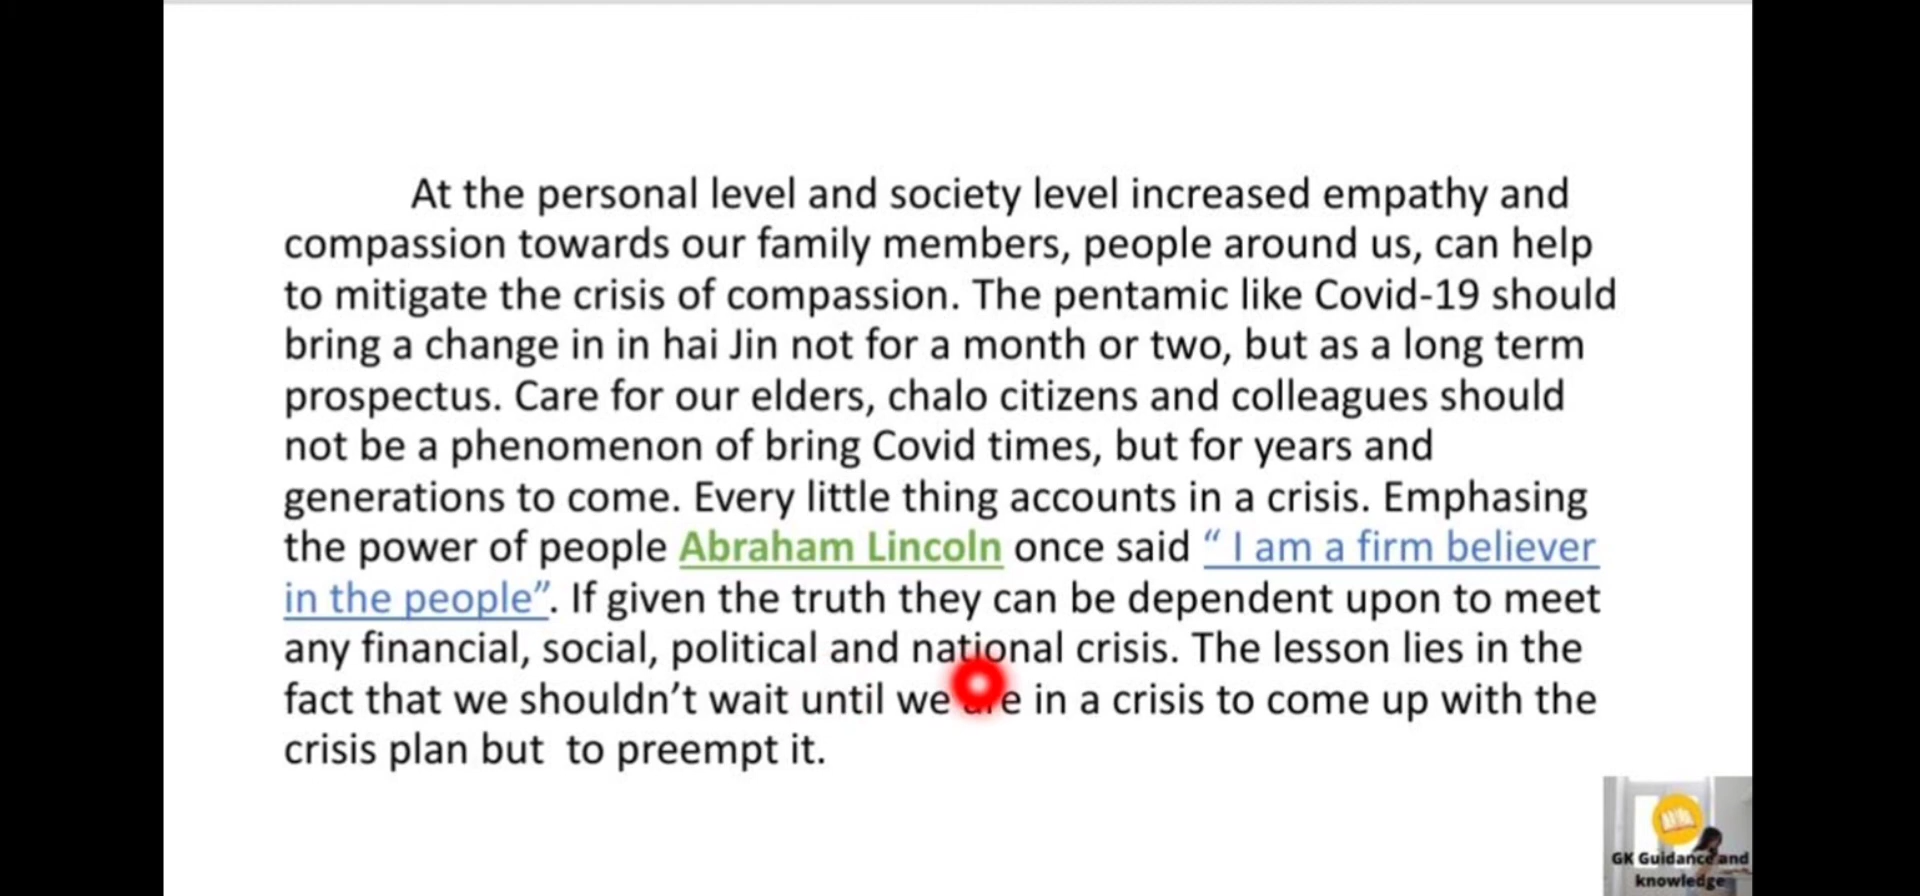 At the personal level and society level increased empathy and
compassion towards our family members, people around us, can help
to mitigate the crisis of compassion. The pentamic like Covid-19 should
bring a change in in hai Jin not for a month or two, but as a long term
prospectus. Care for our elders, chalo citizens and colleagues should
not be a phenomenon of bring Covid times, but for years and
generations to come. Every little thing accounts in a crisis. Emphasing
the power of people Abraham Lincoln once said “ I am a firm believer
in the people”. If given the truth they can be dependent upon to meet
any financial, social, political and national crisis. The lesson lies in the
fact that we shouldn’t wait until we are in a crisis to come up with the
crisis plan but  to preempt it.
GK Guidance and
knowledge